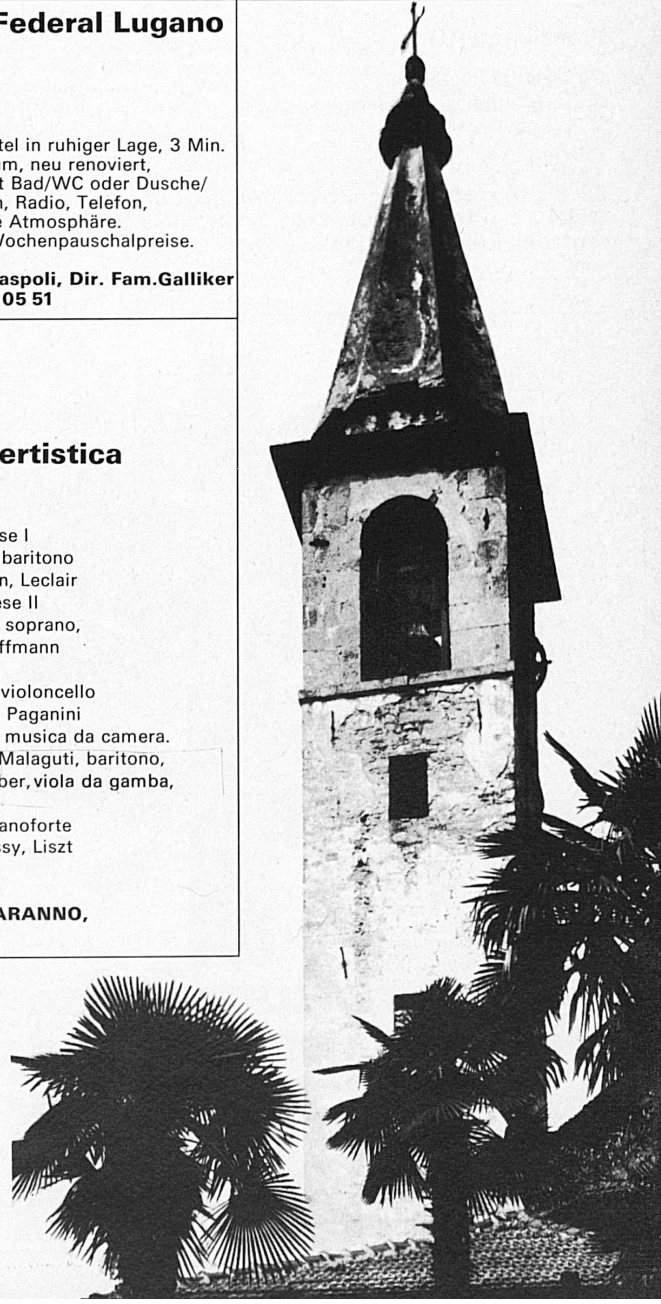 Federal Lugano
tel in ruhiger Lage, 3 Min.
m, neu renoviert,
t Bad/WC oder Dusche/
, Radio, Telefon,
Atmosphäre.
Wochenpauschalpreise.
aspoli, Dir. Fam.Galliker
05 51
ertistica
se I
baritono
n, Leclair
se II
soprano,
ffmann
violoncello
Paganini
musica da camera.
Malaguti, baritono,
ber, viola da gamba,
anoforte
ssy, Liszt
ARANNO,